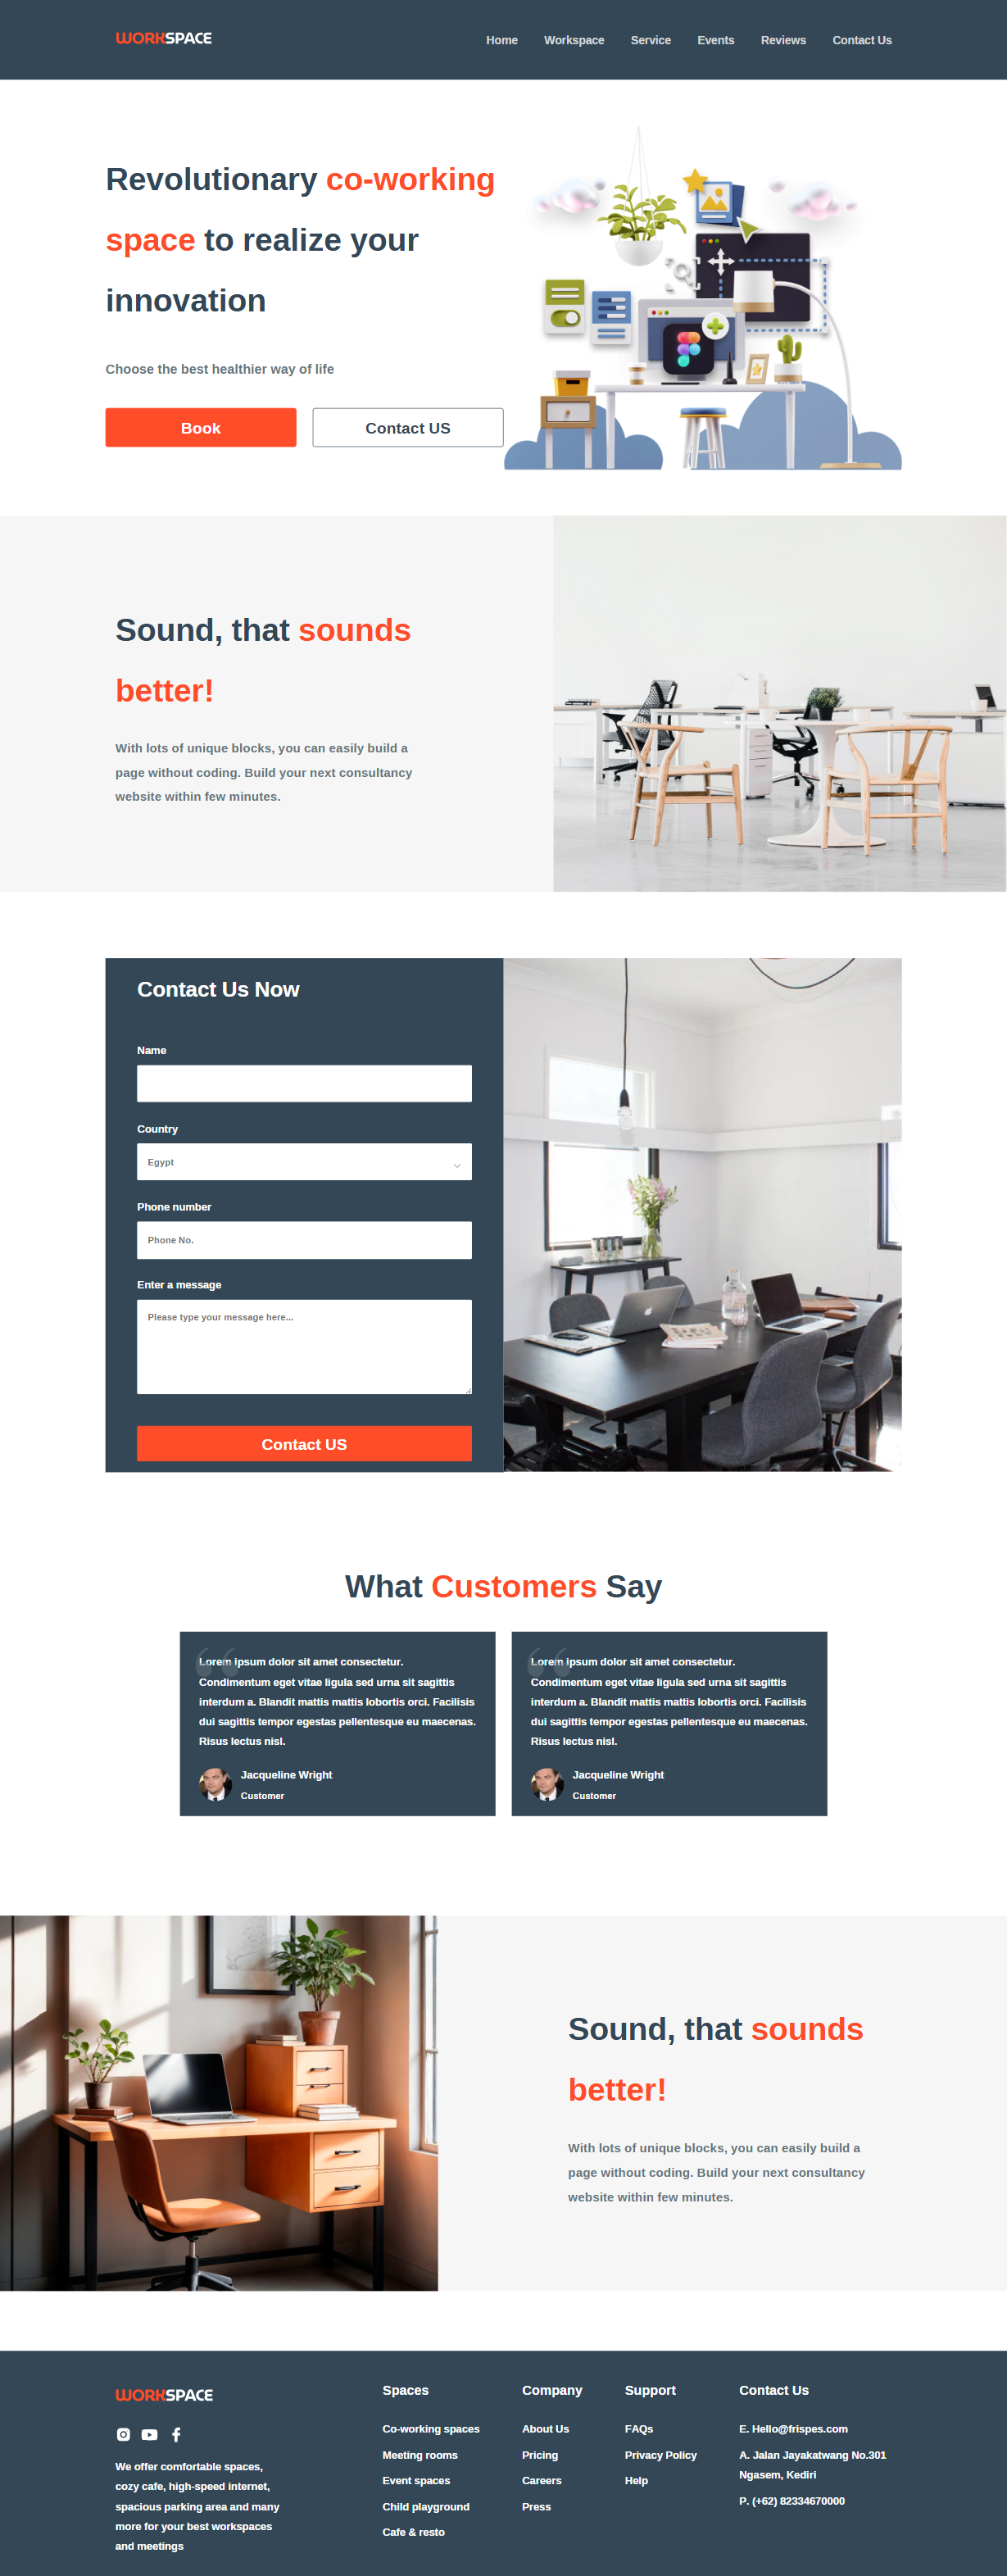 WORKSPACE
Home Workspace Service Events Reviews Contact Us
Revolutionary co-working
space to realize your
innovation
Choose the best healthier way of life
Book Contact US
Sound, that sounds
better!
With lots of unique blocks, you can easily build a
page without coding. Build your next consultancy
website within few minutes.
Contact Us Now
Name
Country
Egypt
Phone number
Phone No.
Enter a message
Please type your message here...
Contact US
What Customers Say
Lorem ipsum dolor sit amet consectetur.
Condimentum eget vitae ligula sed urna sit sagittis
interdum a. Blandit mattis mattis lobortis orci. Facilisis
dui sagittis tempor egestas pellentesque eu maecenas.
Risus lectus nisl.
Jacqueline Wright
Customer
Lorem ipsum dolor sit amet consectetur.
Condimentum eget vitae ligula sed urna sit sagittis
interdum a. Blandit mattis mattis lobortis orci. Facilisis
dui sagittis tempor egestas pellentesque eu maecenas.
Risus lectus nisl.
Jacqueline Wright
Customer
Sound, that sounds
better!
With lots of unique blocks, you can easily build a
page without coding. Build your next consultancy
website within few minutes.
WORKSPACE
We offer comfortable spaces,
cozy cafe, high-speed internet,
spacious parking area and many
more for your best workspaces
and meetings
Spaces
Co-working spaces
Meeting rooms
Event spaces
Child playground
Cafe & resto
Company
About Us
Pricing
Careers
Press
Support
FAQs
Privacy Policy
Help
Contact Us
E. Hello@frispes.com
A. Jalan Jayakatwang No.301
Ngasem, Kediri
P. (+62) 82334670000